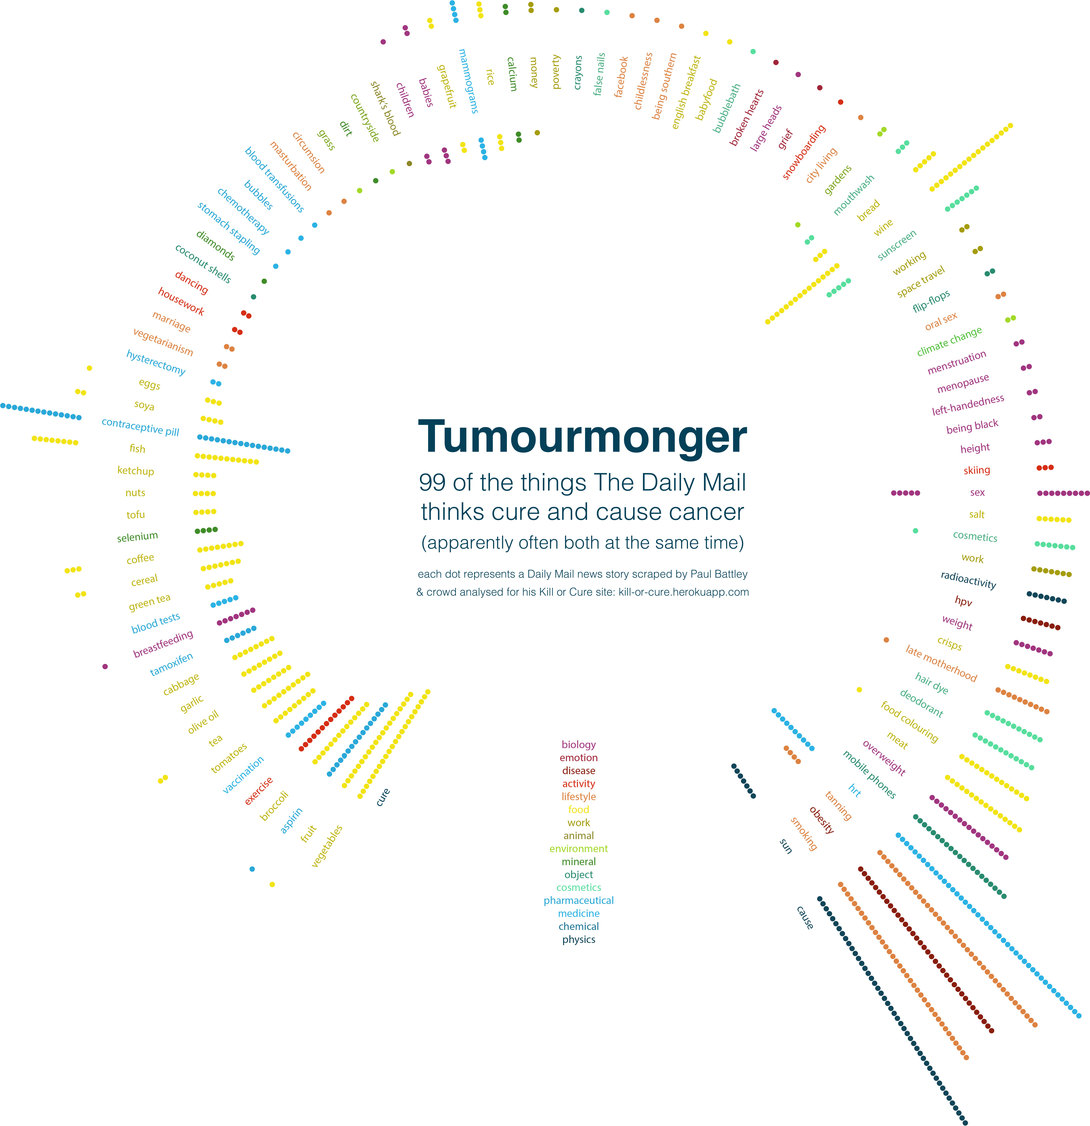 Tumourmonger
99 of the things The Daily Mail
thinks cure and cause cancer
(apparently often both at the same time)
each dot represents a Daily Mail news story scraped by Paul Battley
& crowd analysed for his Kill or Cure site: kill-or-cure.herokuapp.com
cure
vegetables
fruit
aspirin
broccoli
exercise
vaccination
tomatoes
tea
olive oil
garlic
cabbage
tamoxifen
breastfeeding
blood tests
green tea
cereal
coffee
selenium
tofu
nuts
ketchup
fish
contraceptive pill
soya
eggs
hysterectomy
vegetarianism
marriage
housework
dancing
coconut shells
diamonds
stomach stapling
chemotherapy
bubbles
blood transfusions
masturbation
circumsion
grass
dirt
countryside
shark's blood
children
babies
grapefruit
mammograms
rice
calcium
money
poverty
crayons
false nails
facebook
childlessness
being southern
english breakfast
babyfood
bubblebath
broken hearts
large heads
grief
snowboarding
city living
gardens
mouthwash
bread
wine
sunscreen
working
space travel
flip-flops
oral sex
climate change
menstruation
menopause
left-handedness
being black
height
skiing
sex
salt
cosmetics
work
radioactivity
hpv
weight
crisps
late motherhood
hair dye
deodorant
food colouring
meat
overweight
mobile phones
hrt
tanning
obesity
smoking
sun
cause
biology
emotion
disease
activity
lifestyle
food
work
animal
environment
mineral
object
cosmetics
pharmaceutical
medicine
chemical
physics